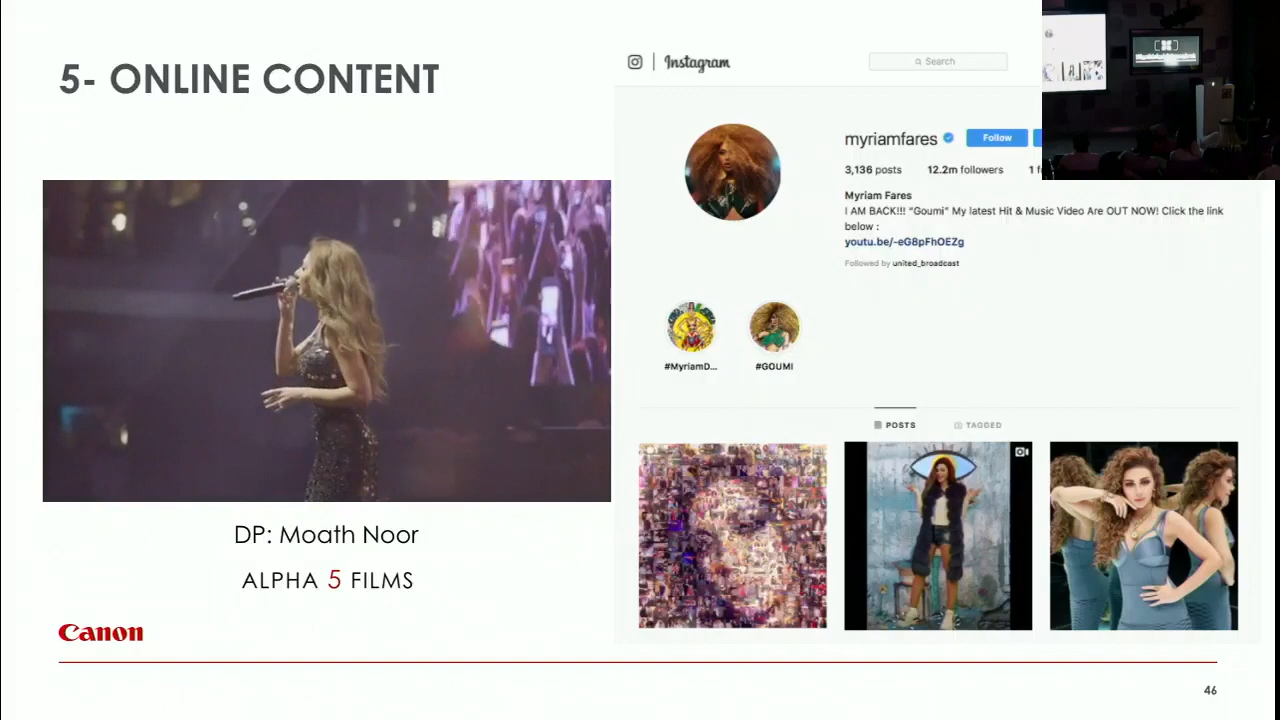 5- ONLINE CONTENT
Instagram
Search
myriamfares
Follow
3,136 posts 12.2m followers 1
Myriam Fares
I AM BACK!!! "Goumi" My latest Hit & Music Video Are OUT NOW! Click the link
below :
youtu.be/-eG8pFhOEZg
Followed by united_broadcast
#MyriamD... #GOUMI
POSTS TAGGED
DP: Moath Noor
ALPHA 5 FILMS
Canon
46